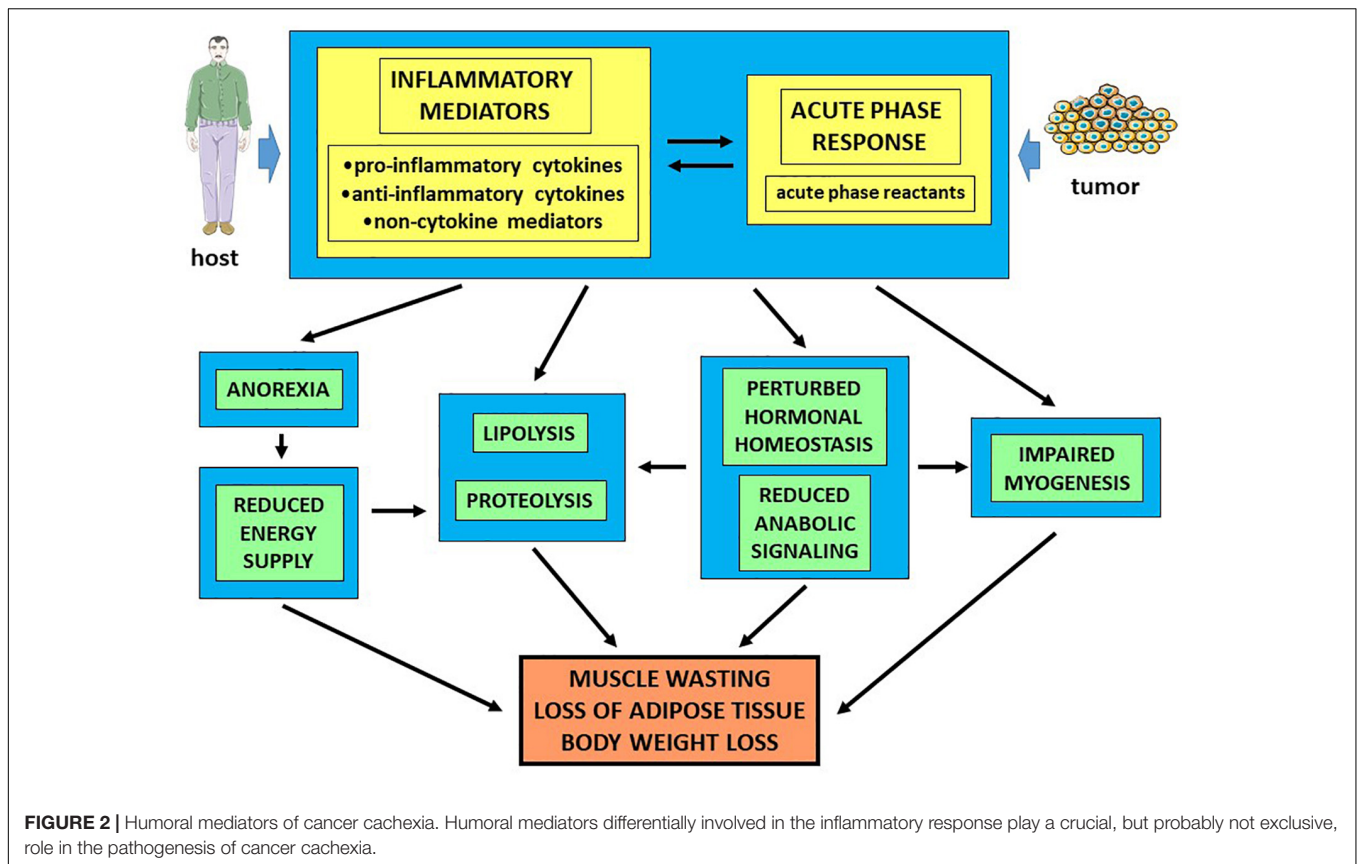 INFLAMMATORY
MEDIATORS
•pro-inflammatory cytokines
•anti-inflammatory cytokines
•non-cytokine mediators
ACUTE PHASE
RESPONSE
acute phase reactants
host
tumor
ANOREXIA
REDUCED
ENERGY
SUPPLY
LIPOLYSIS
PROTEOLYSIS
PERTURBED
HORMONAL
HOMEOSTASIS
REDUCED
ANABOLIC
SIGNALING
IMPAIRED
MYOGENESIS
MUSCLE WASTING
LOSS OF ADIPOSE TISSUE
BODY WEIGHT LOSS
FIGURE 2 | Humoral mediators of cancer cachexia. Humoral mediators differentially involved in the inflammatory response play a crucial, but probably not exclusive,
role in the pathogenesis of cancer cachexia.